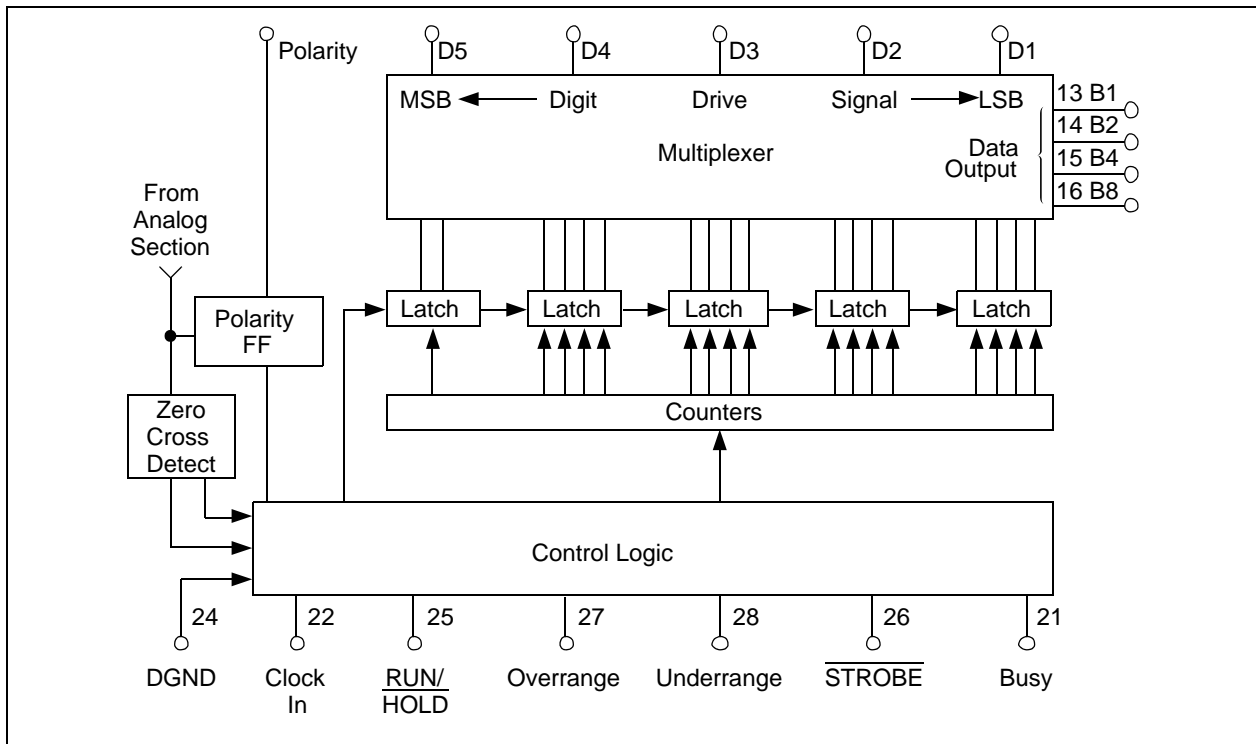 Polarity
D5
D4
D3
D2
D1
MSB
Digit
Drive
Signal
LSB
13 B1
14 B2
15 B4
16 B8
Multiplexer
Data
Output
From
Analog
Section
Polarity
FF
Latch
Latch
Latch
Latch
Latch
Zero
Cross
Detect
Counters
Control Logic
24
22
25
27
28
26
21
DGND
Clock
In
RUN/
HOLD
Overrange
Underrange
STROBE
Busy